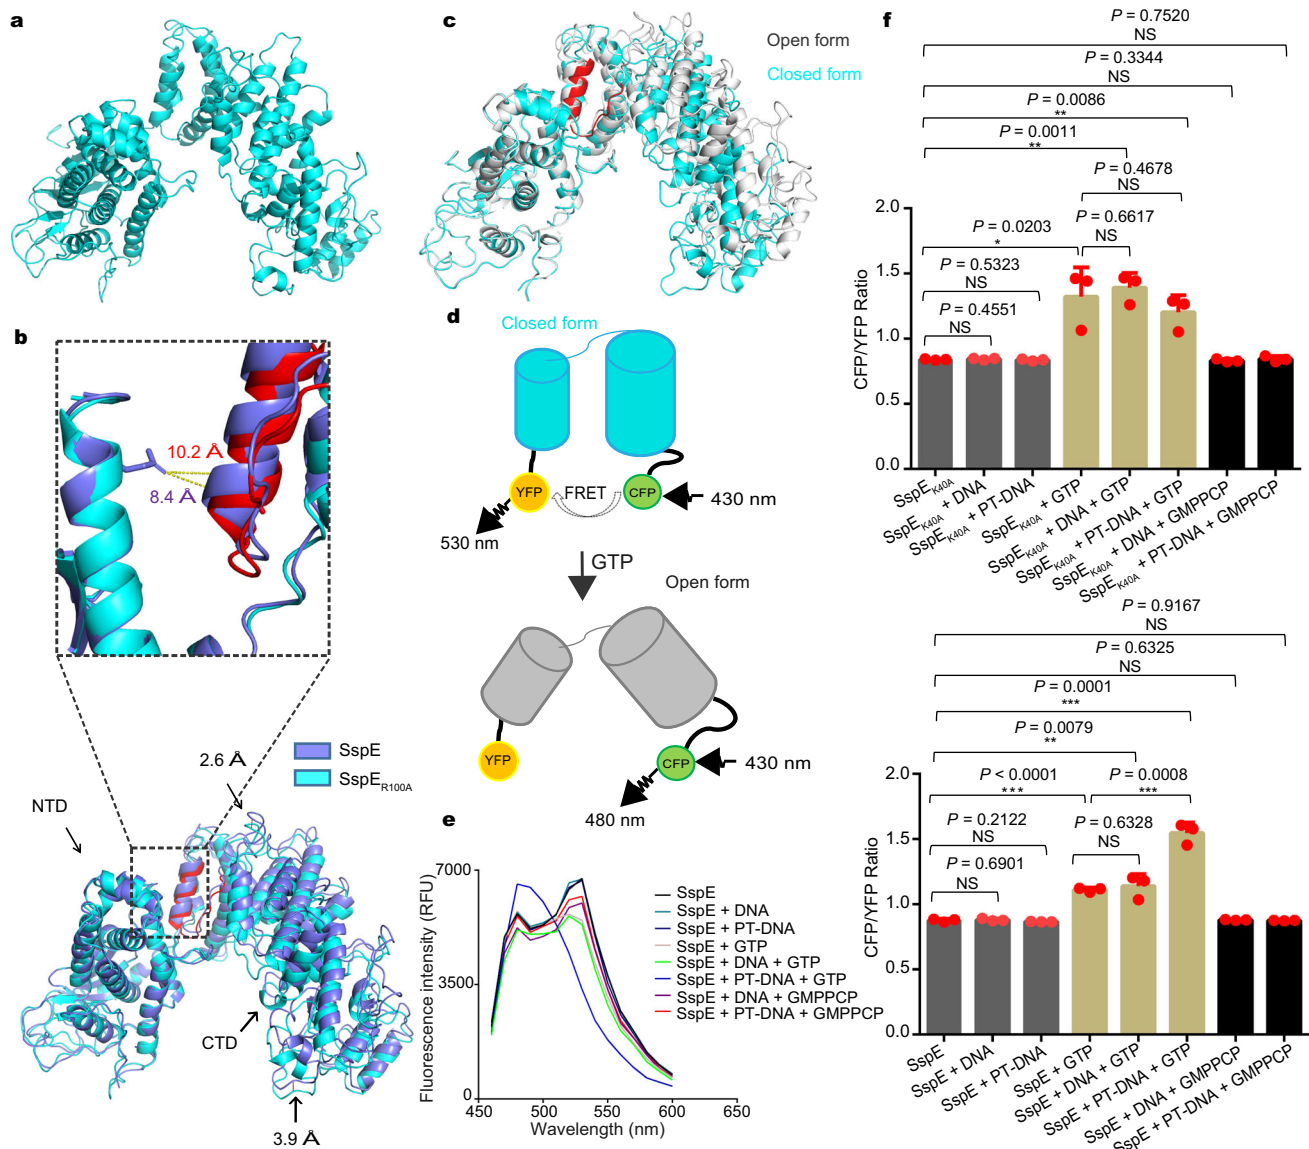 a
b
10.2 Å
8.4 Å
2.6 Å
SspE
SspE_R100A
NTD
CTD
3.9 Å
c
Open form
Closed form
d
Closed form
YFP
FRET
CFP
430 nm
530 nm
GTP
Open form
YFP
CFP
430 nm
480 nm
e
7000
3500
0
Fluorescence intensity (RFU)
450
500
550
600
650
Wavelength (nm)
SspE
SspE + DNA
SspE + PT-DNA
SspE + GTP
SspE + DNA + GTP
SspE + PT-DNA + GTP
SspE + DNA + GMPPCP
SspE + PT-DNA + GMPPCP
f
P = 0.7520
NS
P = 0.3344
NS
P = 0.0086
**
P = 0.0011
**
P = 0.4678
NS
P = 0.6617
NS
P = 0.0203
*
P = 0.5323
NS
P = 0.4551
NS
2.0
1.5
1.0
0.5
0.0
CFP/YFP Ratio
SspE_K40A
SspE_K40A + DNA
SspE_K40A + PT-DNA
SspE_K40A + GTP
SspE_K40A + DNA + GTP
SspE_K40A + PT-DNA + GTP
SspE_K40A + DNA + GMPPCP
SspE_K40A + PT-DNA + GMPPCP
P = 0.9167
NS
P = 0.6325
NS
P = 0.0001
***
P = 0.0079
**
P < 0.0001
***
P = 0.0008
***
P = 0.2122
NS
P = 0.6328
NS
P = 0.6901
NS
2.0
1.5
1.0
0.5
0.0
CFP/YFP Ratio
SspE
SspE + DNA
SspE + PT-DNA
SspE + GTP
SspE + DNA + GTP
SspE + PT-DNA + GTP
SspE + DNA + GMPPCP
SspE + PT-DNA + GMPPCP